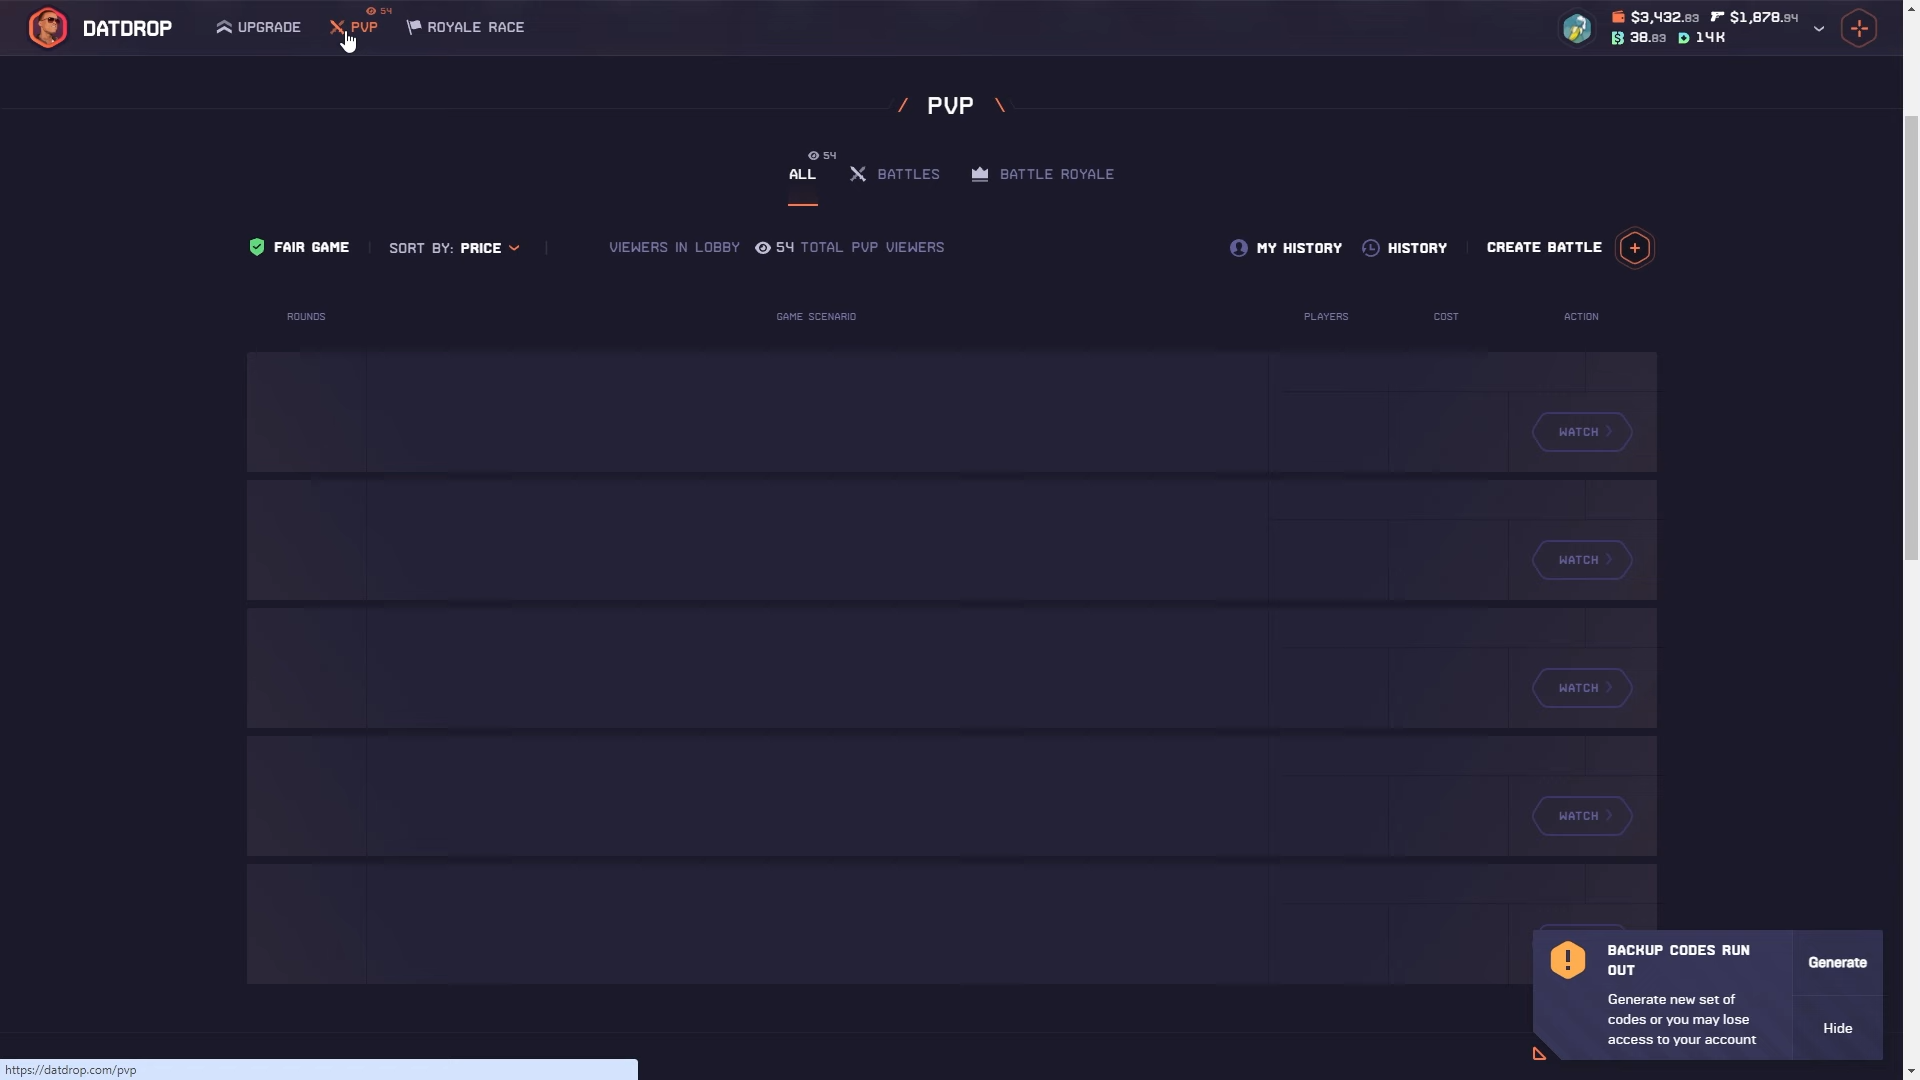 DATDROP
UPGRADE
PVP
54
ROYALE RACE
$3,432.83
$1,878.94
38.83
14K
PVP
54
ALL
BATTLES
BATTLE ROYALE
FAIR GAME
SORT BY: PRICE
VIEWERS IN LOBBY
54 TOTAL PVP VIEWERS
MY HISTORY
HISTORY
CREATE BATTLE
ROUNDS
GAME SCENARIO
PLAYERS
COST
ACTION
WATCH
WATCH
WATCH
WATCH
BACKUP CODES RUN
OUT
Generate new set of
codes or you may lose
access to your account
Generate
Hide
https://datdrop.com/pvp